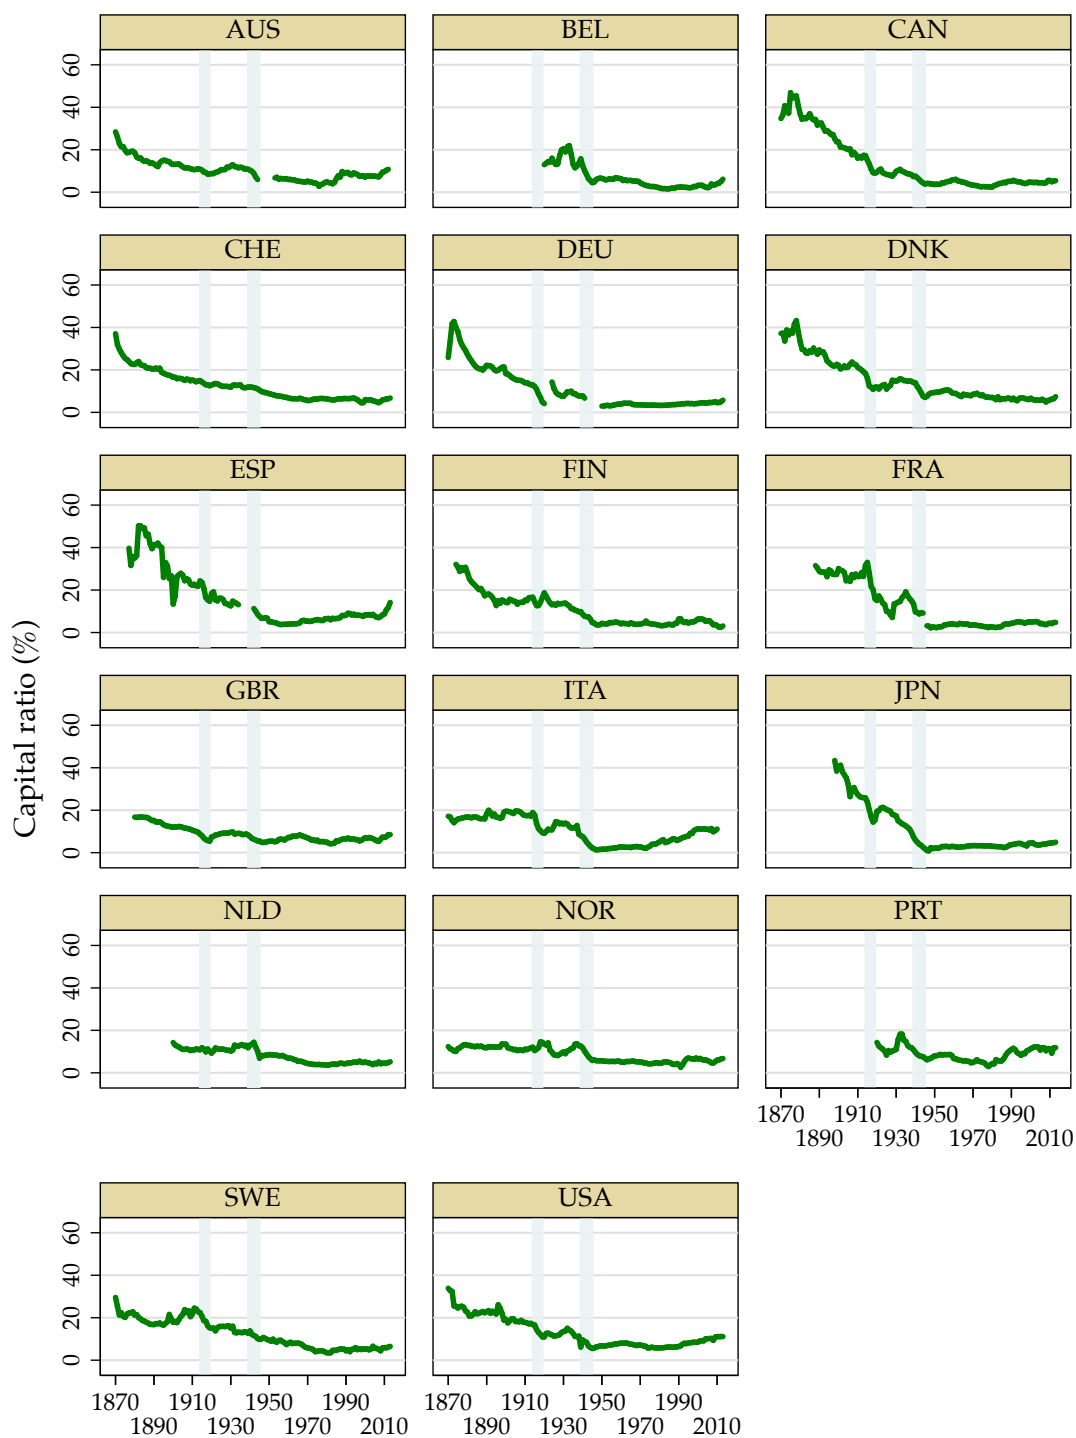 AUS
BEL
CAN
60
40
20
0
CHE
DEU
DNK
60
40
20
0
ESP
FIN
FRA
60
40
20
0
Capital ratio (%)
GBR
ITA
JPN
60
40
20
0
NLD
NOR
PRT
60
40
20
0
1870 1910 1950 1990
1890 1930 1970 2010
SWE
USA
60
40
20
0
1870 1910 1950 1990 1870 1910 1950 1990
1890 1930 1970 2010 1890 1930 1970 2010